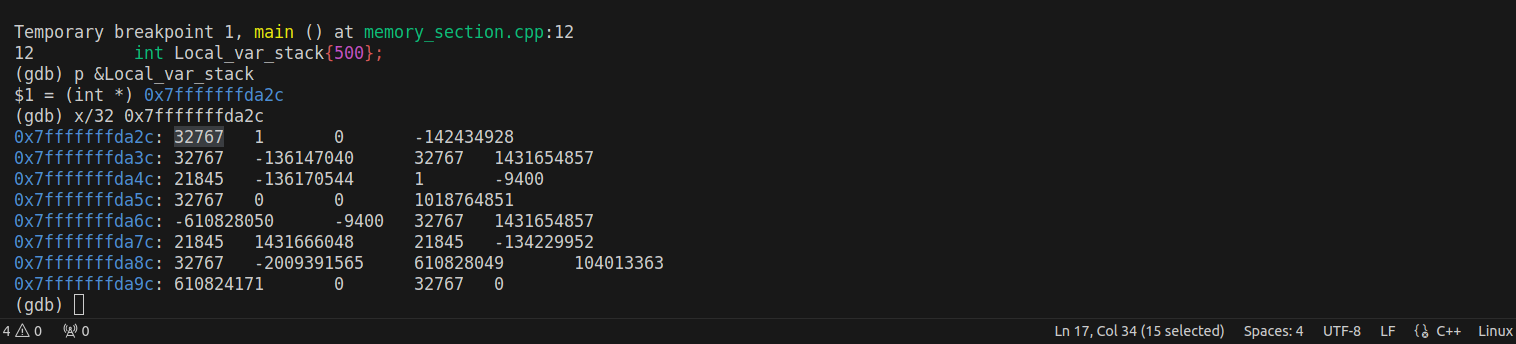 Temporary breakpoint 1, main () at memory_section.cpp:12
12 int Local_var_stack{500};
(gdb) p &Local_var_stack
$1 = (int *) 0x7fffffffda2c
(gdb) x/32 0x7fffffffda2c
0x7fffffffda2c: 32767 1 0 -142434928
0x7fffffffda3c: 32767 -136147040 32767 1431654857
0x7fffffffda4c: 21845 -136170544 1 -9400
0x7fffffffda5c: 32767 0 0 1018764851
0x7fffffffda6c: -610828050 -9400 32767 1431654857
0x7fffffffda7c: 21845 1431666048 21845 -134229952
0x7fffffffda8c: 32767 -2009391565 610828049 104013363
0x7fffffffda9c: 610824171 0 32767 0
(gdb)
4 0 0 Ln 17, Col 34 (15 selected) Spaces: 4 UTF-8 LF C++ Linux